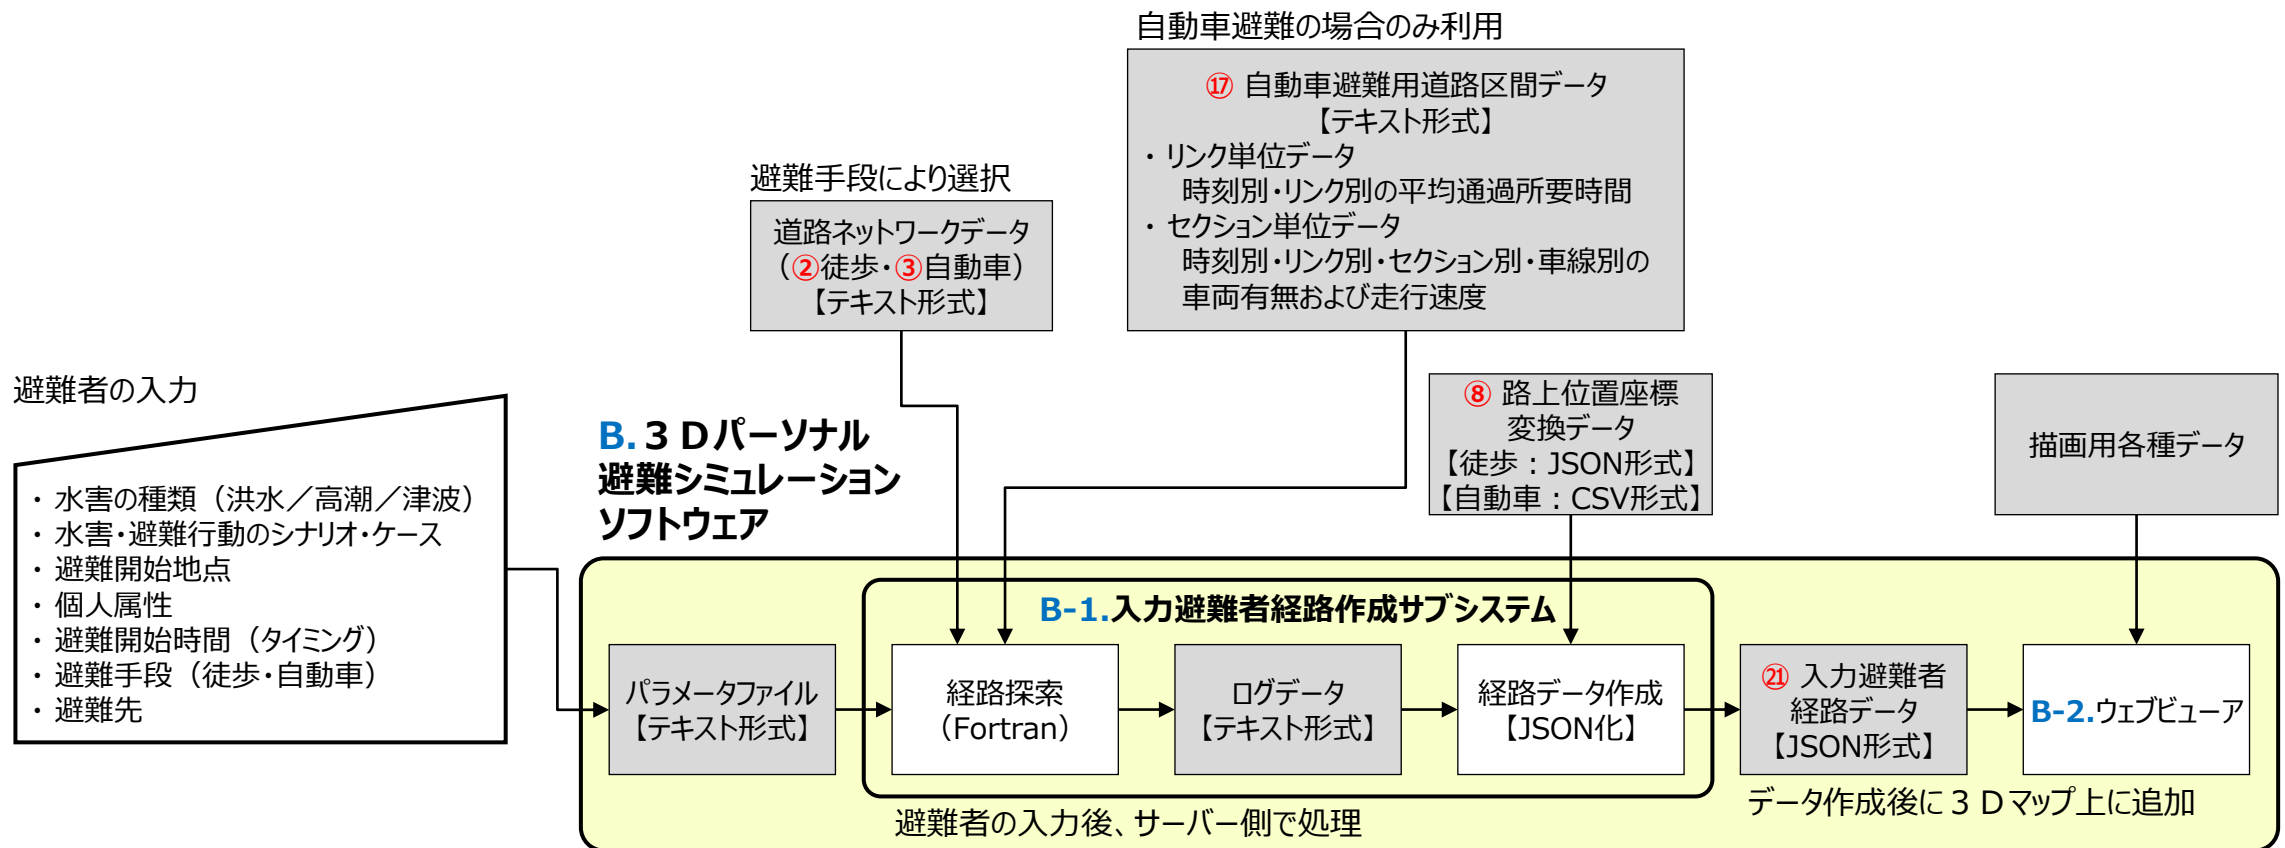 自動車避難の場合のみ利用
⑰ 自動車避難用道路区間データ
【テキスト形式】
・リンク単位データ
時刻別・リンク別の平均通過所要時間
・セクション単位データ
時刻別・リンク別・セクション別・車線別の
車両有無および走行速度
避難手段により選択
道路ネットワークデータ
（②徒歩・③自動車）
【テキスト形式】
避難者の入力
・水害の種類（洪水／高潮／津波）
・水害・避難行動のシナリオ・ケース
・避難開始地点
・個人属性
・避難開始時間（タイミング）
・避難手段（徒歩・自動車）
・避難先
B.３Ｄパーソナル
避難シミュレーション
ソフトウェア
⑧ 路上位置座標
変換データ
【徒歩：JSON形式】
【自動車：CSV形式】
描画用各種データ
B-1.入力避難者経路作成サブシステム
パラメータファイル
【テキスト形式】
経路探索
（Fortran）
ログデータ
【テキスト形式】
経路データ作成
【JSON化】
㉑ 入力避難者
経路データ
【JSON形式】
B-2.ウェブビューア
避難者の入力後、サーバー側で処理
データ作成後に３Ｄマップ上に追加